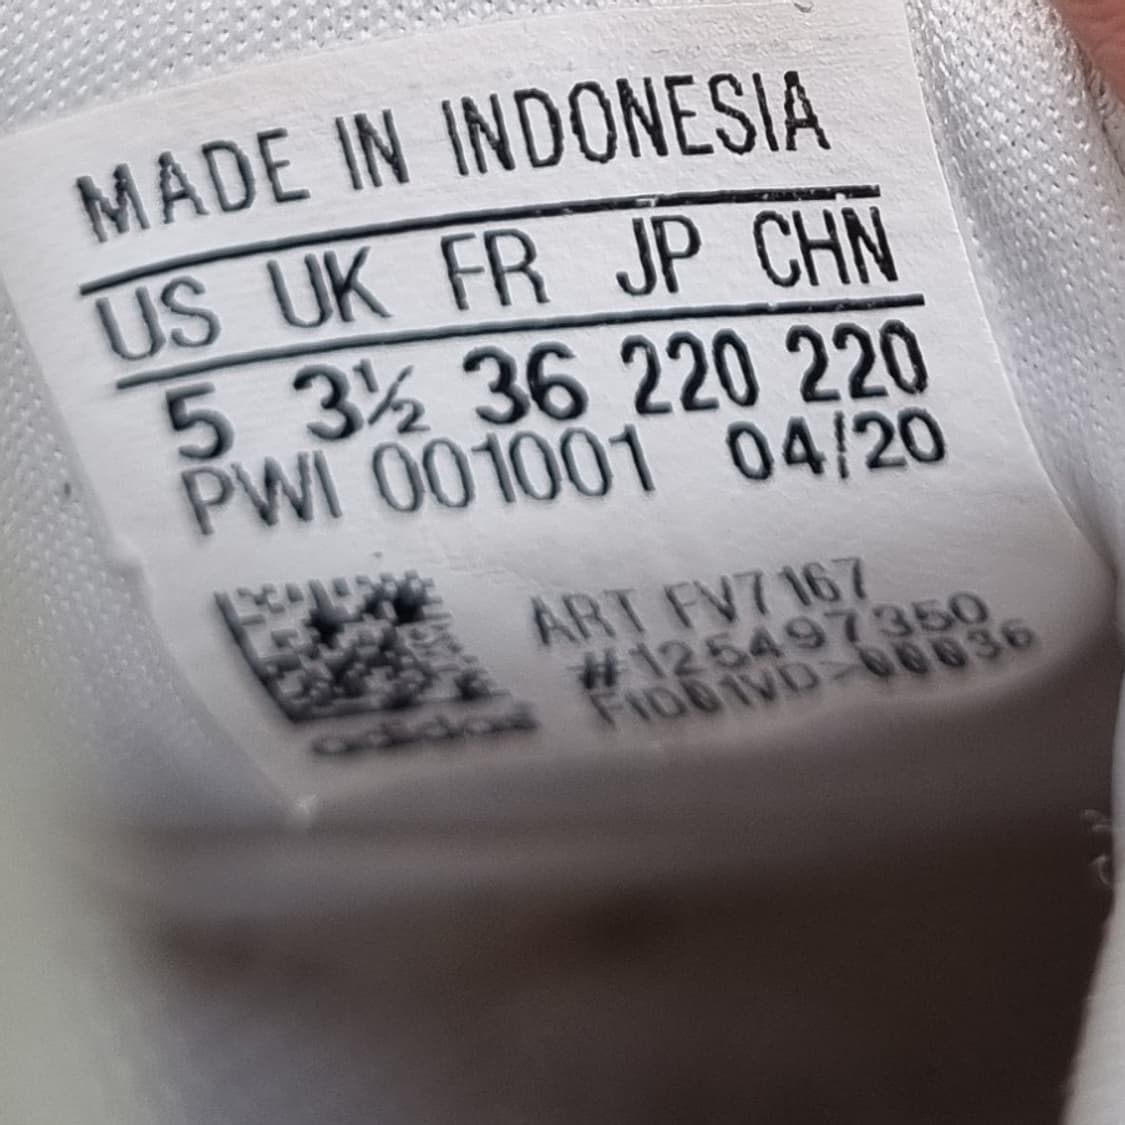 MADE IN INDONESIA
US UK FR JP CHN
5 3½ 36 220 220
PWI 001001 04/20
ART FV7167
#125497350
adidas